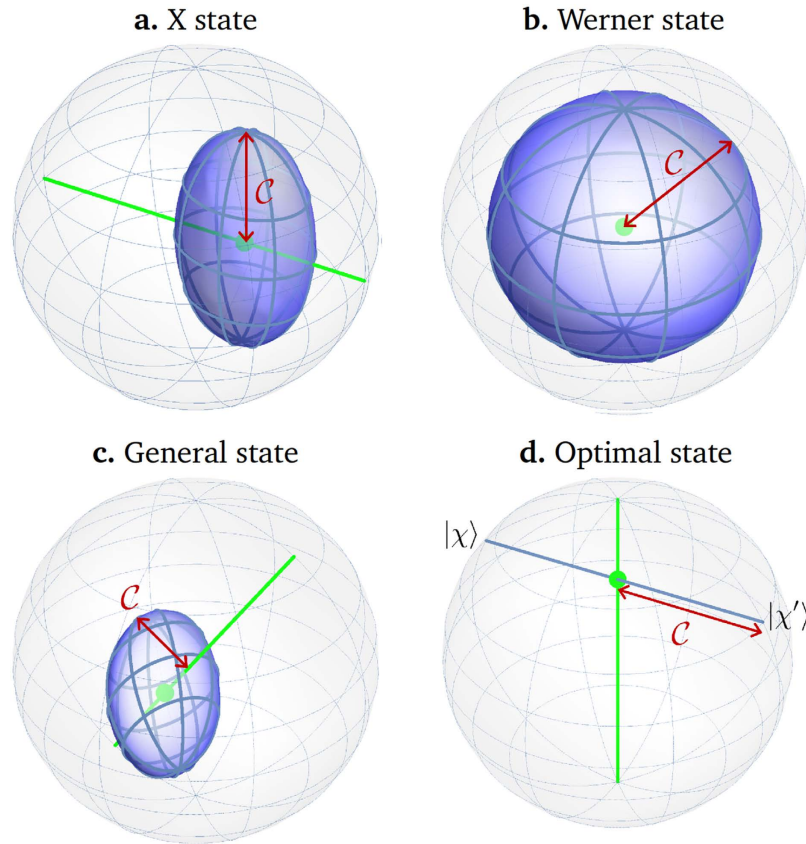 a. X state
b. Werner state
𝒞
𝒞
c. General state
d. Optimal state
𝒞
|χ⟩
|χ′⟩
𝒞